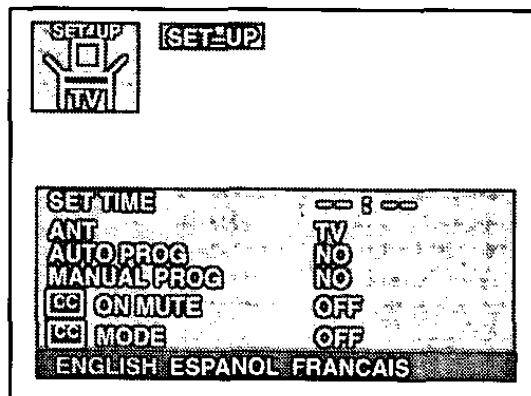 SET-UP
TV
SET-UP
SET TIME -- : --
ANT TV
AUTO PROG NO
MANUAL PROG NO
CC ON MUTE OFF
CC MODE OFF
ENGLISH ESPANOL FRANCAIS